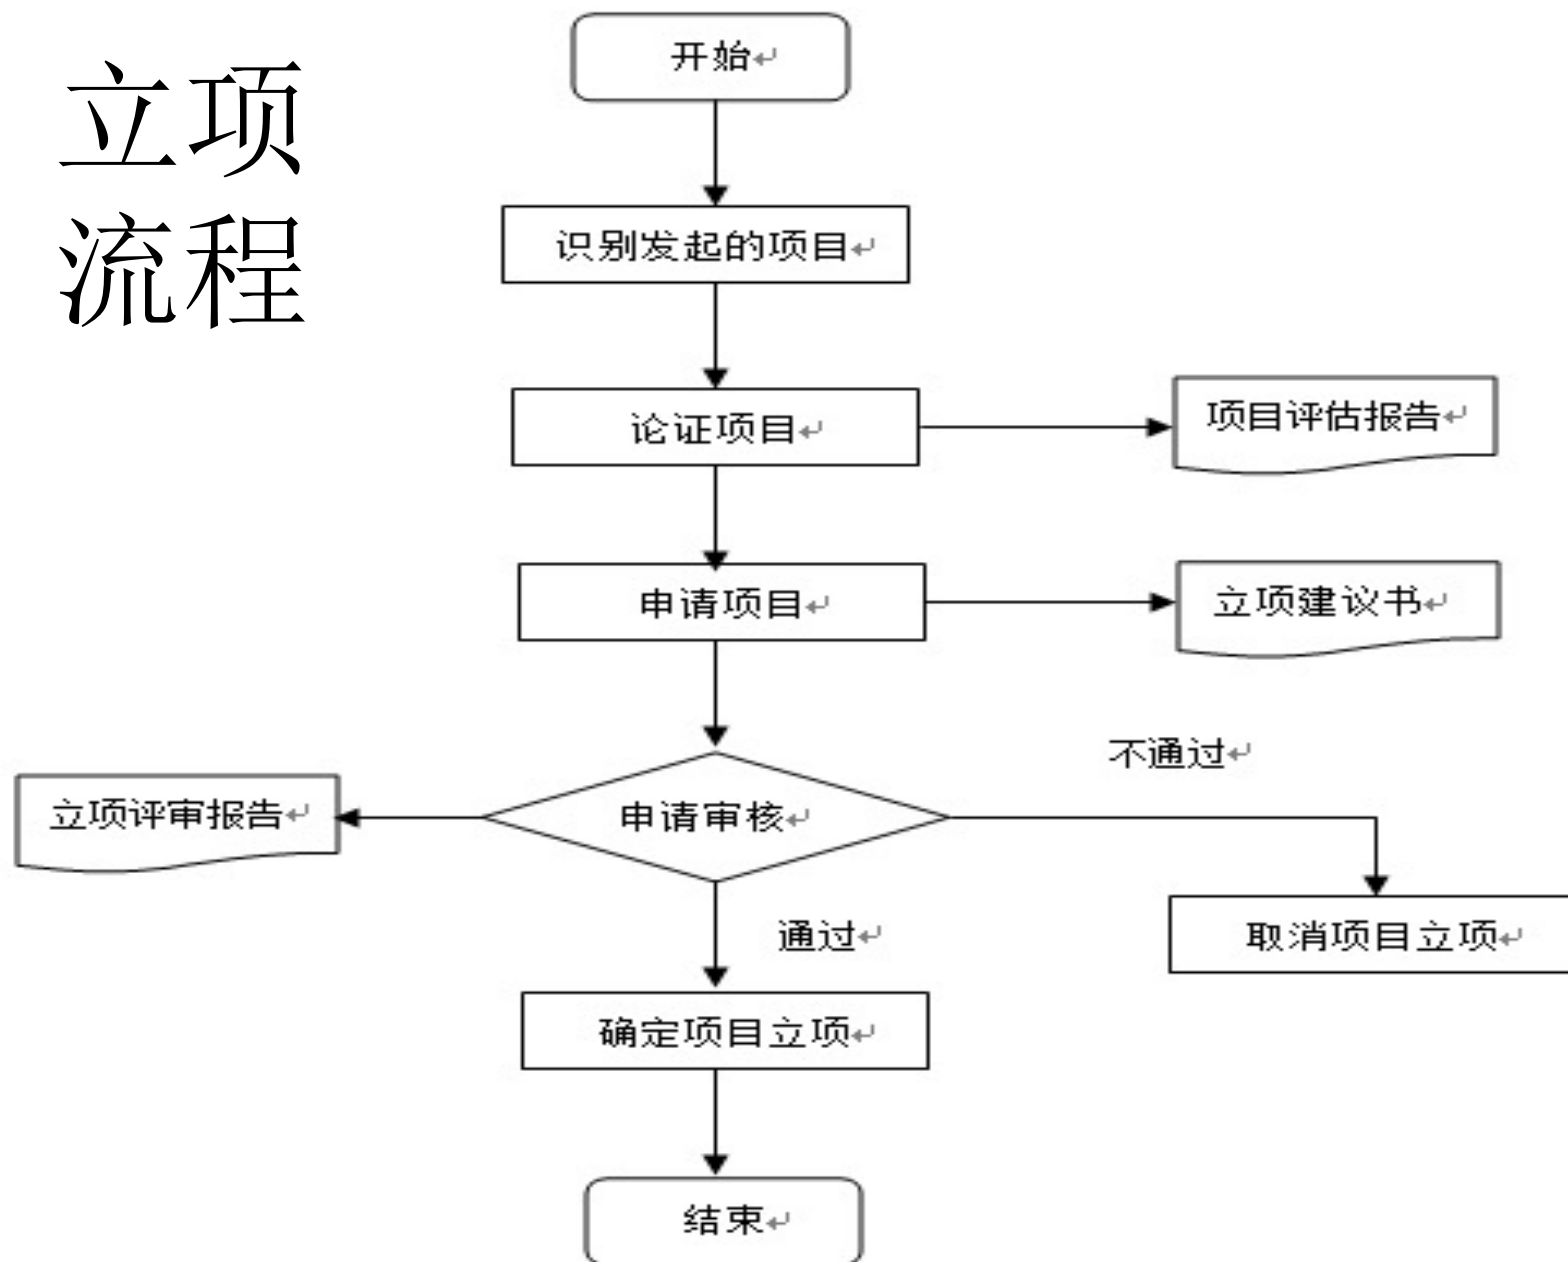 立项
流程
开始
识别发起的项目
论证项目
项目评估报告
申请项目
立项建议书
不通过
立项评审报告
申请审核
通过
取消项目立项
确定项目立项
结束